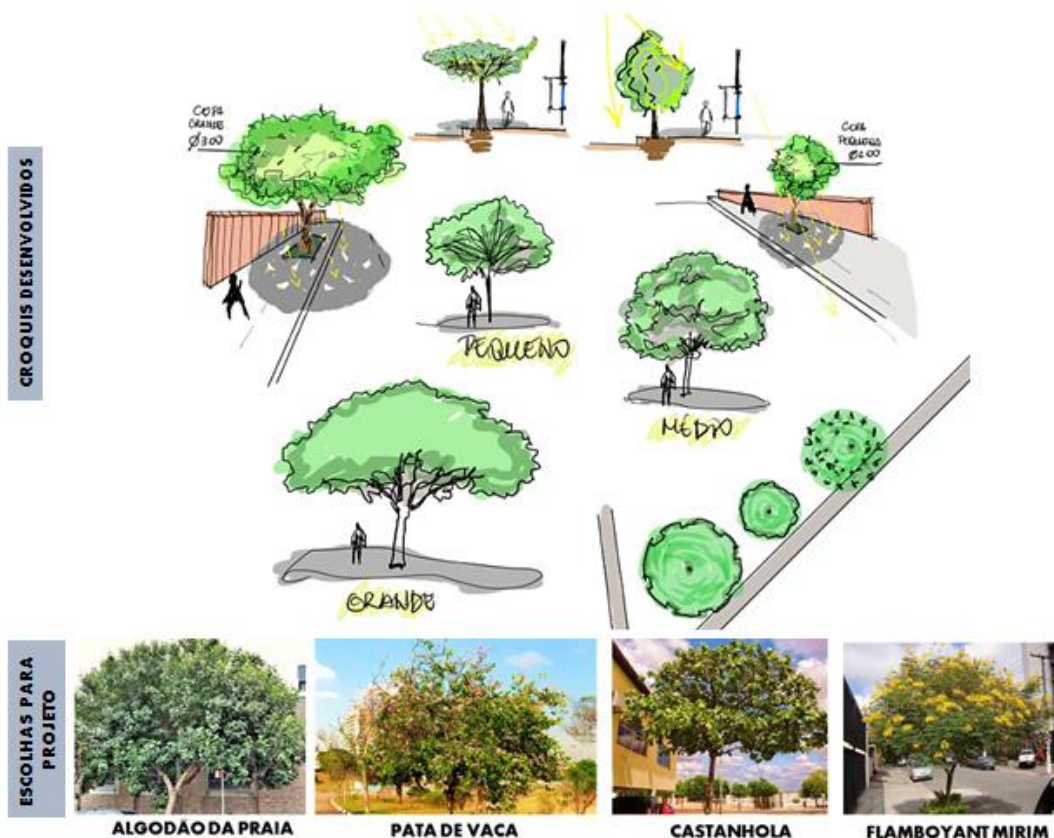 CROQUIS DESENVOLVIDOS
COPA
GRANDE
Ø3.00
COPA
PEQUENA
Ø2.00
PEQUENO
MÉDIO
GRANDE
ESCOLHAS PARA
PROJETO
ALGODÃO DA PRAIA
PATA DE VACA
CASTANHOLA
FLAMBOYANT MIRIM